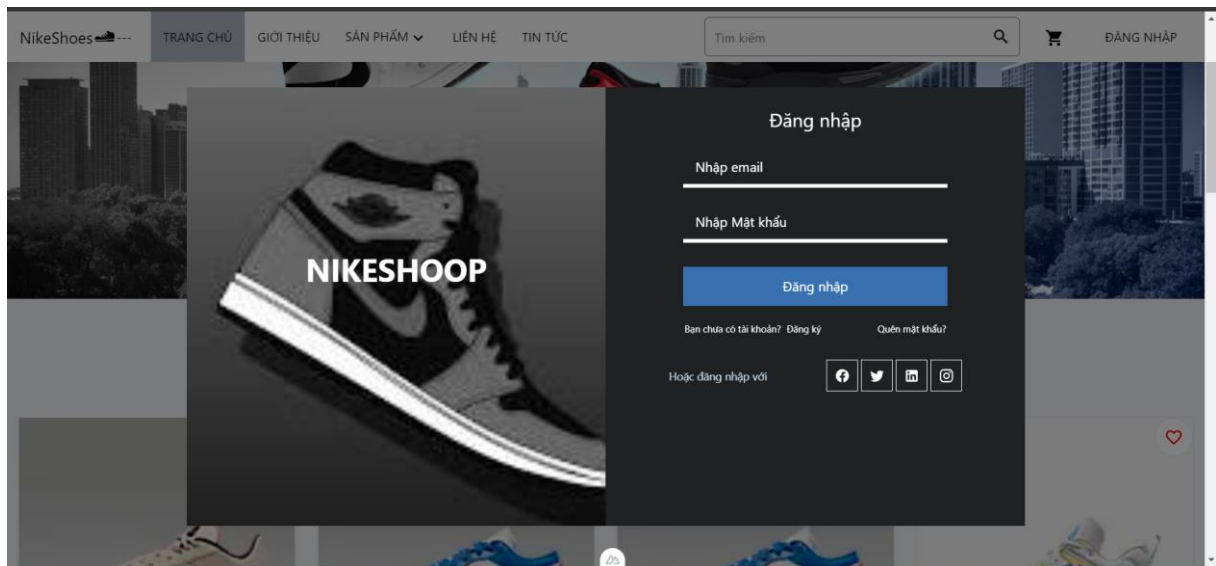 NikeShoes --- TRANG CHỦ GIỚI THIỆU SẢN PHẨM LIÊN HỆ TIN TỨC Tìm kiếm ĐĂNG NHẬP
Đăng nhập
Nhập email
Nhập Mật khẩu
NIKESHOOP
Đăng nhập
Bạn chưa có tài khoản? Đăng ký Quên mật khẩu?
Hoặc đăng nhập với